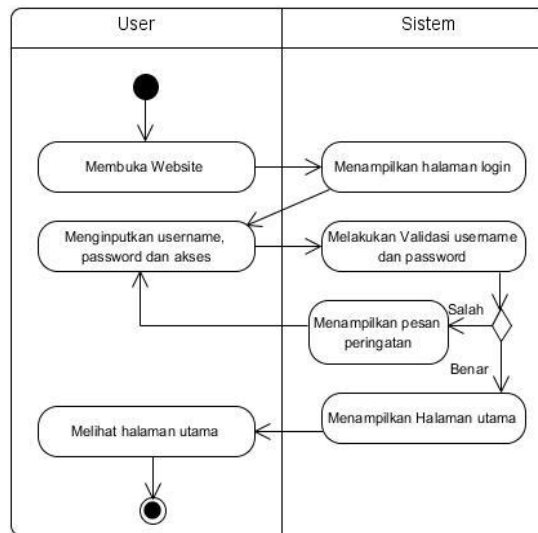 User
Sistem
Membuka Website
Menampilkan halaman login
Menginputkan username,
password dan akses
Melakukan Validasi username
dan password
Salah
Menampilkan pesan
peringatan
Benar
Menampilkan Halaman utama
Melihat halaman utama